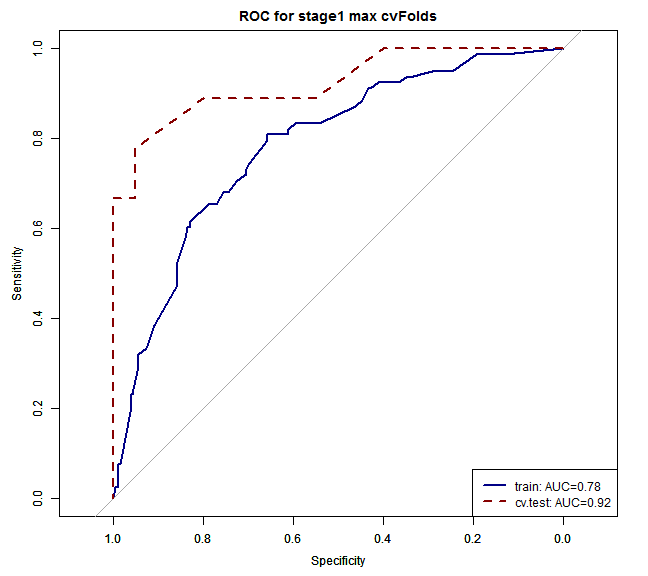 ROC for stage1 max cvFolds
Sensitivity
1.0
0.8
0.6
0.4
0.2
0.0
1.0 0.8 0.6 0.4 0.2 0.0
Specificity
train: AUC=0.78
cv.test: AUC=0.92